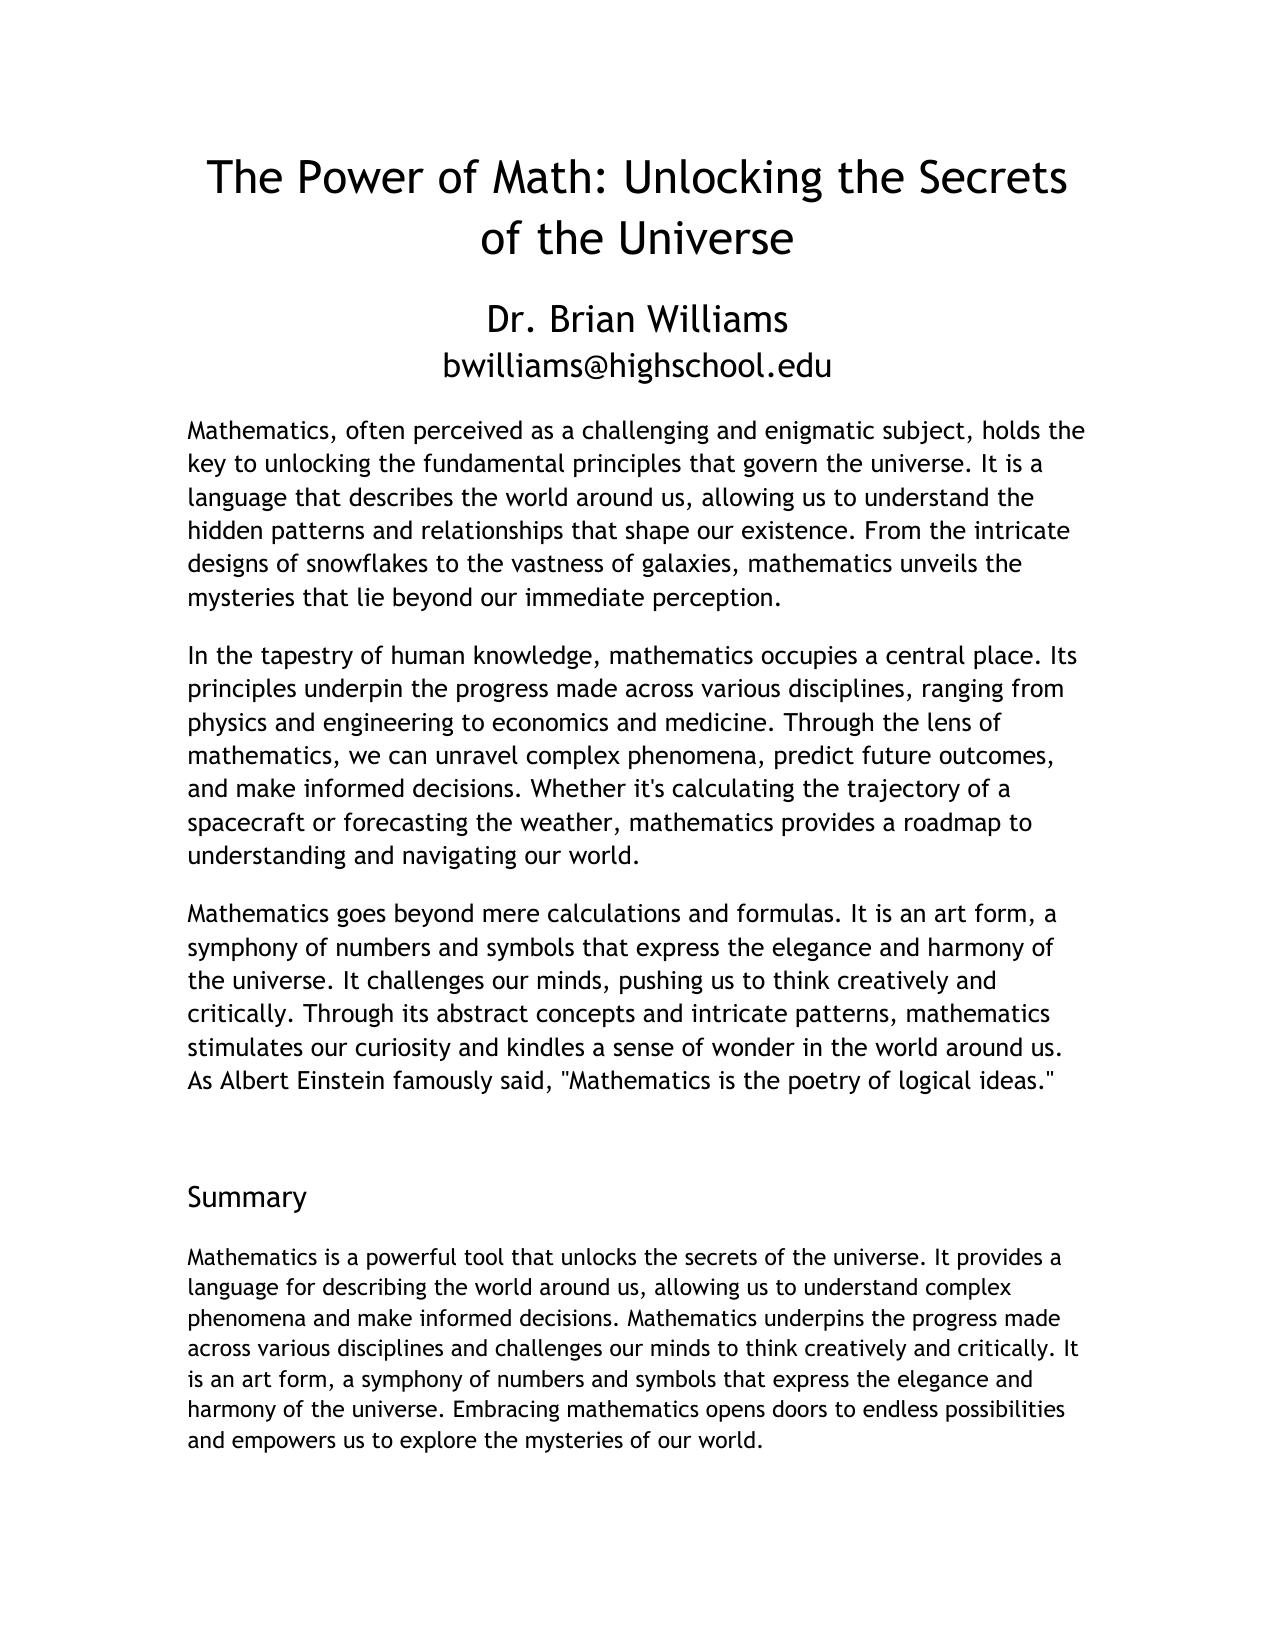 The Power of Math: Unlocking the Secrets
of the Universe
Dr. Brian Williams
bwilliams@highschool.edu
Mathematics, often perceived as a challenging and enigmatic subject, holds the
key to unlocking the fundamental principles that govern the universe. It is a
language that describes the world around us, allowing us to understand the
hidden patterns and relationships that shape our existence. From the intricate
designs of snowflakes to the vastness of galaxies, mathematics unveils the
mysteries that lie beyond our immediate perception.
In the tapestry of human knowledge, mathematics occupies a central place. Its
principles underpin the progress made across various disciplines, ranging from
physics and engineering to economics and medicine. Through the lens of
mathematics, we can unravel complex phenomena, predict future outcomes,
and make informed decisions. Whether it's calculating the trajectory of a
spacecraft or forecasting the weather, mathematics provides a roadmap to
understanding and navigating our world.
Mathematics goes beyond mere calculations and formulas. It is an art form, a
symphony of numbers and symbols that express the elegance and harmony of
the universe. It challenges our minds, pushing us to think creatively and
critically. Through its abstract concepts and intricate patterns, mathematics
stimulates our curiosity and kindles a sense of wonder in the world around us.
As Albert Einstein famously said, "Mathematics is the poetry of logical ideas."
Summary
Mathematics is a powerful tool that unlocks the secrets of the universe. It provides a
language for describing the world around us, allowing us to understand complex
phenomena and make informed decisions. Mathematics underpins the progress made
across various disciplines and challenges our minds to think creatively and critically. It
is an art form, a symphony of numbers and symbols that express the elegance and
harmony of the universe. Embracing mathematics opens doors to endless possibilities
and empowers us to explore the mysteries of our world.